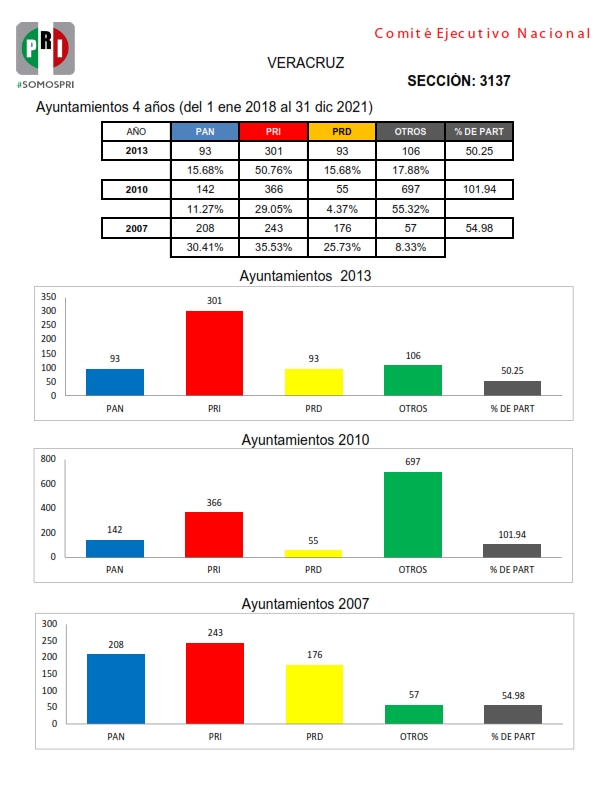 Comité Ejecutivo Nacional
PRI
#SOMOSPRI
VERACRUZ
SECCIÓN: 3137
Ayuntamientos 4 años (del 1 ene 2018 al 31 dic 2021)
AÑO PAN PRI PRD OTROS % DE PART
2013 93 301 93 106 50.25
15.68% 50.76% 15.68% 17.88%
2010 142 366 55 697 101.94
11.27% 29.05% 4.37% 55.32%
2007 208 243 176 57 54.98
30.41% 35.53% 25.73% 8.33%
Ayuntamientos 2013
350
300
250
200
150
100
50
0
93 301 93 106 50.25
PAN PRI PRD OTROS % DE PART
Ayuntamientos 2010
800
600
400
200
0
142 366 55 697 101.94
PAN PRI PRD OTROS % DE PART
Ayuntamientos 2007
300
250
200
150
100
50
0
208 243 176 57 54.98
PAN PRI PRD OTROS % DE PART